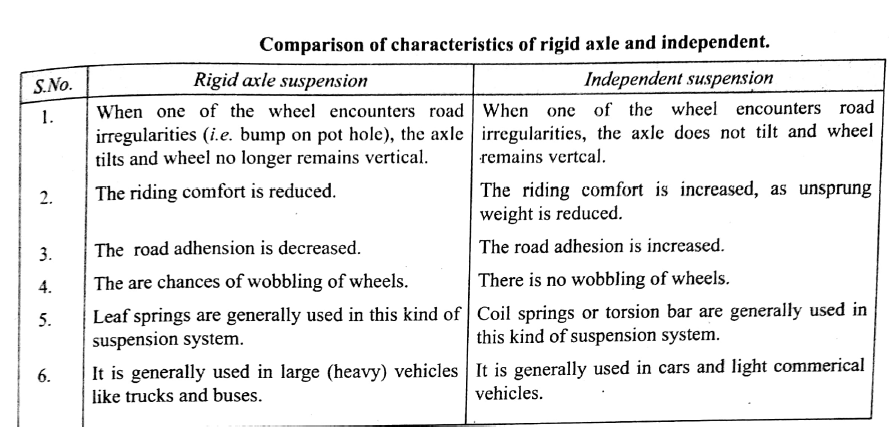 Comparison of characteristics of rigid axle and independent.
S.No. Rigid axle suspension Independent suspension
1. When one of the wheel encounters road When one of the wheel encounters road
irregularities (i.e. bump on pot hole), the axle irregularities, the axle does not tilt and wheel
tilts and wheel no longer remains vertical. remains vertcal.
2. The riding comfort is reduced. The riding comfort is increased, as unsprung
weight is reduced.
3. The road adhension is decreased. The road adhesion is increased.
4. The are chances of wobbling of wheels. There is no wobbling of wheels.
5. Leaf springs are generally used in this kind of Coil springs or torsion bar are generally used in
suspension system. this kind of suspension system.
6. It is generally used in large (heavy) vehicles It is generally used in cars and light commerical
like trucks and buses. vehicles.